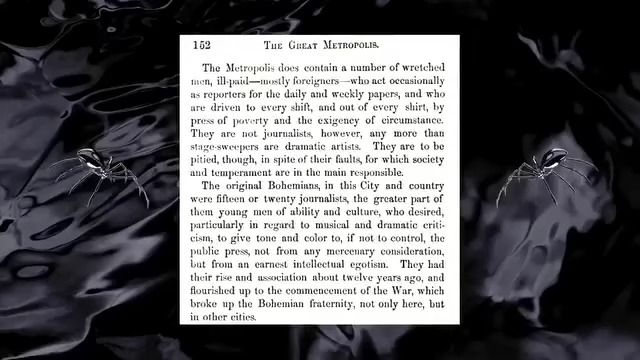 152 THE GREAT METROPOLIS.
The Metropolis does contain a number of wretched
men, ill-paid—mostly foreigners—who act occasionally
as reporters for the daily and weekly papers, and who
are driven to every shift, and out of every shirt, by
press of poverty and the exigency of circumstance.
They are not journalists, however, any more than
stage-sweepers are dramatic artists. They are to be
pitied, though, in spite of their faults, for which society
and temperament are in the main responsible.
The original Bohemians, in this City and country
were fifteen or twenty journalists, the greater part of
them young men of ability and culture, who desired,
particularly in regard to musical and dramatic criti-
cism, to give tone and color to, if not to control, the
public press, not from any mercenary consideration,
but from an earnest intellectual egotism. They had
their rise and association about twelve years ago, and
flourished up to the commencement of the War, which
broke up the Bohemian fraternity, not only here, but
in other cities.